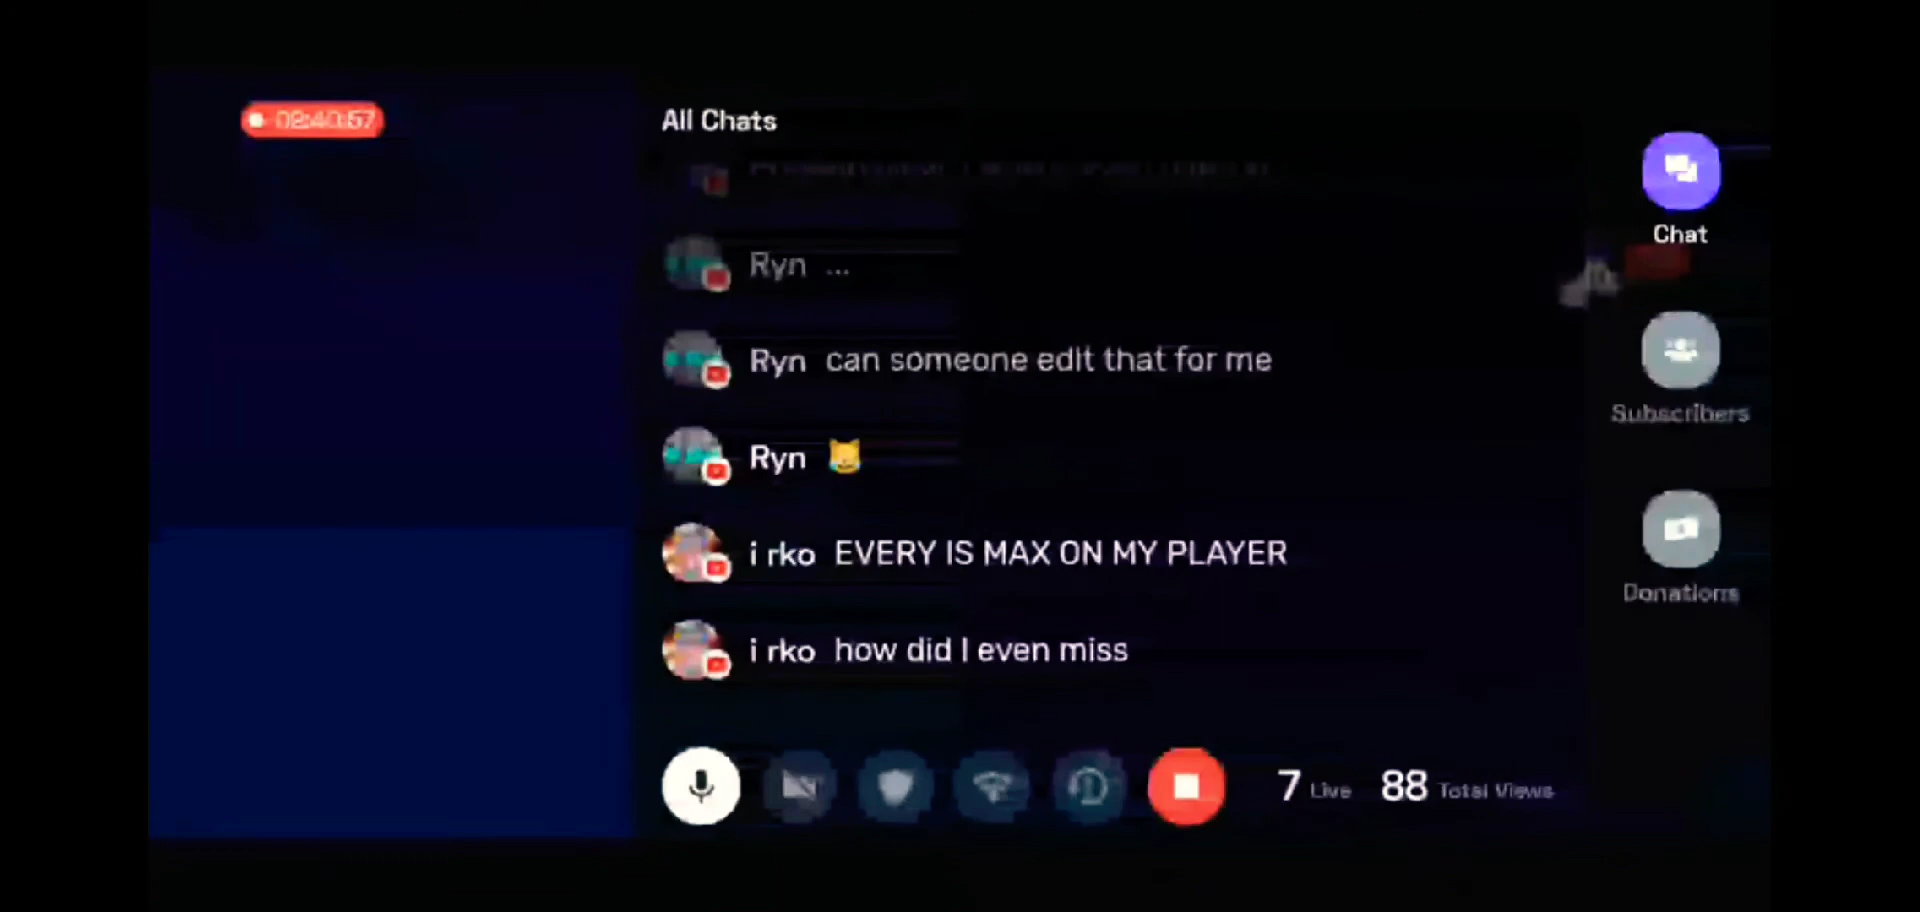 02:40:57
All Chats
Ryn ...
Ryn can someone edit that for me
Ryn 😹
i rko EVERY IS MAX ON MY PLAYER
i rko how did I even miss
7 Live 88 Total Views
Chat
Subscribers
Donations